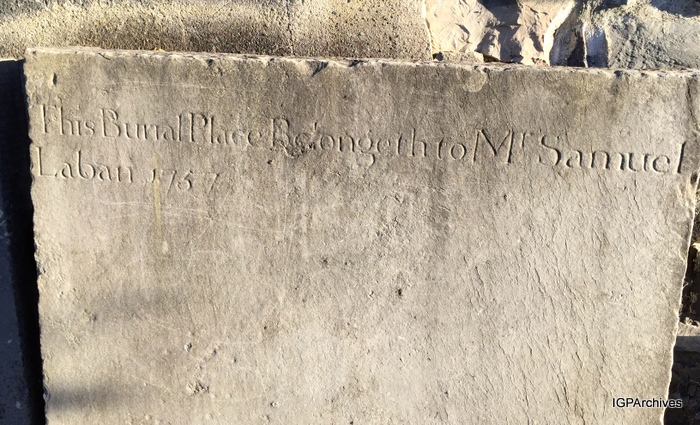 This Burial Place Belongeth to Mr Samuel
Laban 1757
IGPArchives